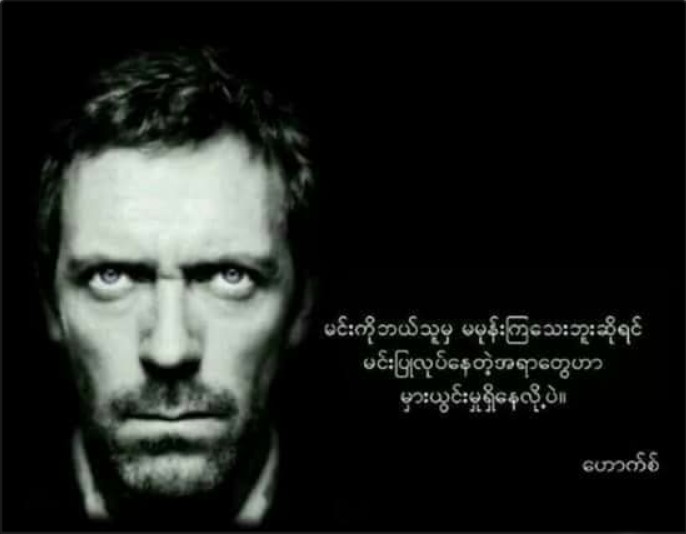 မင်းကိုဘယ်သူမှ မမုန်းကြသေးဘူးဆိုရင်
မင်းပြုလုပ်နေတဲ့အရာတွေဟာ
မှားယွင်းမှုရှိနေလို့ပဲ။
ဟောက်စ်